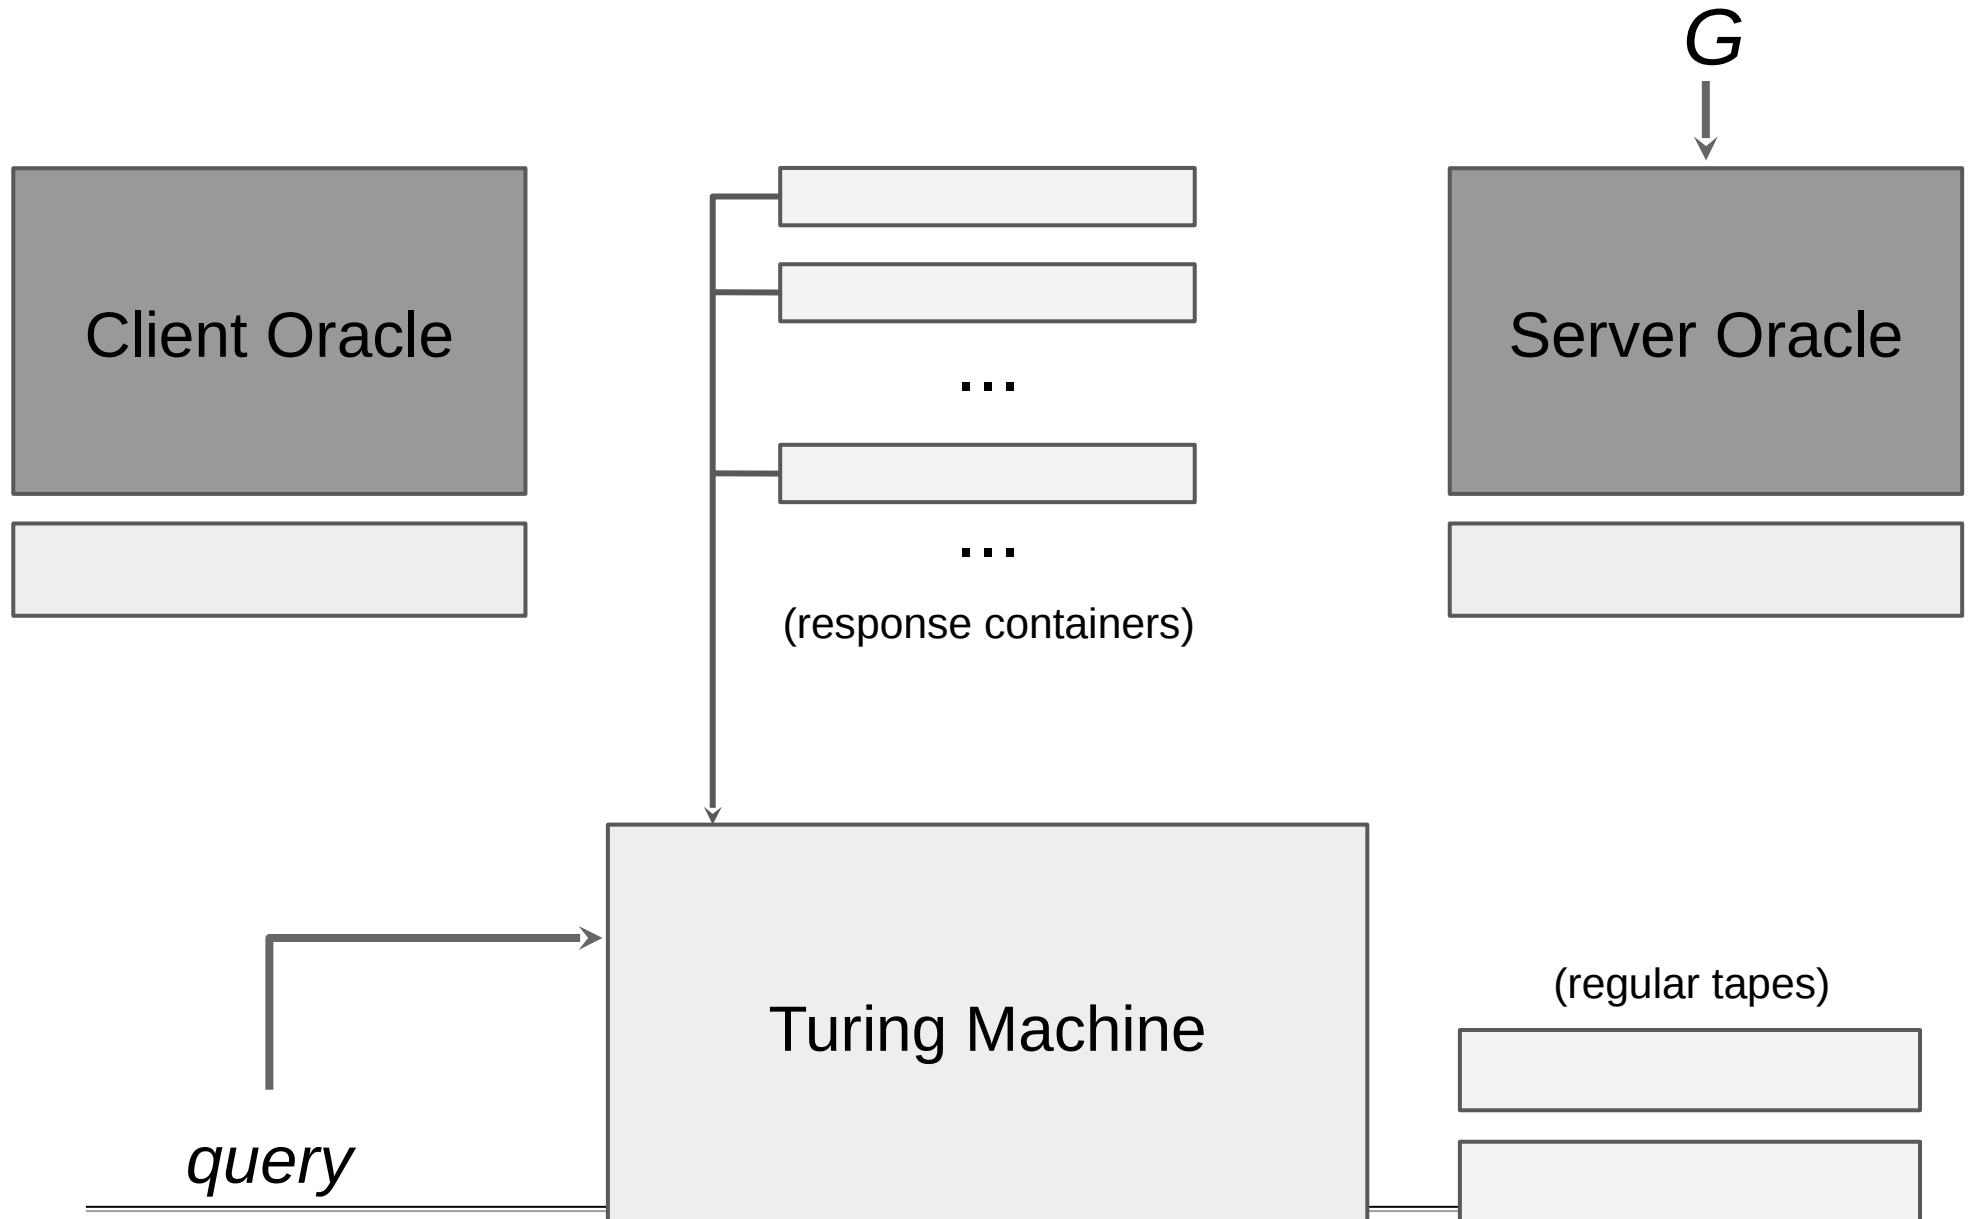 G
Client Oracle
Server Oracle
...
...
(response containers)
(regular tapes)
Turing Machine
query